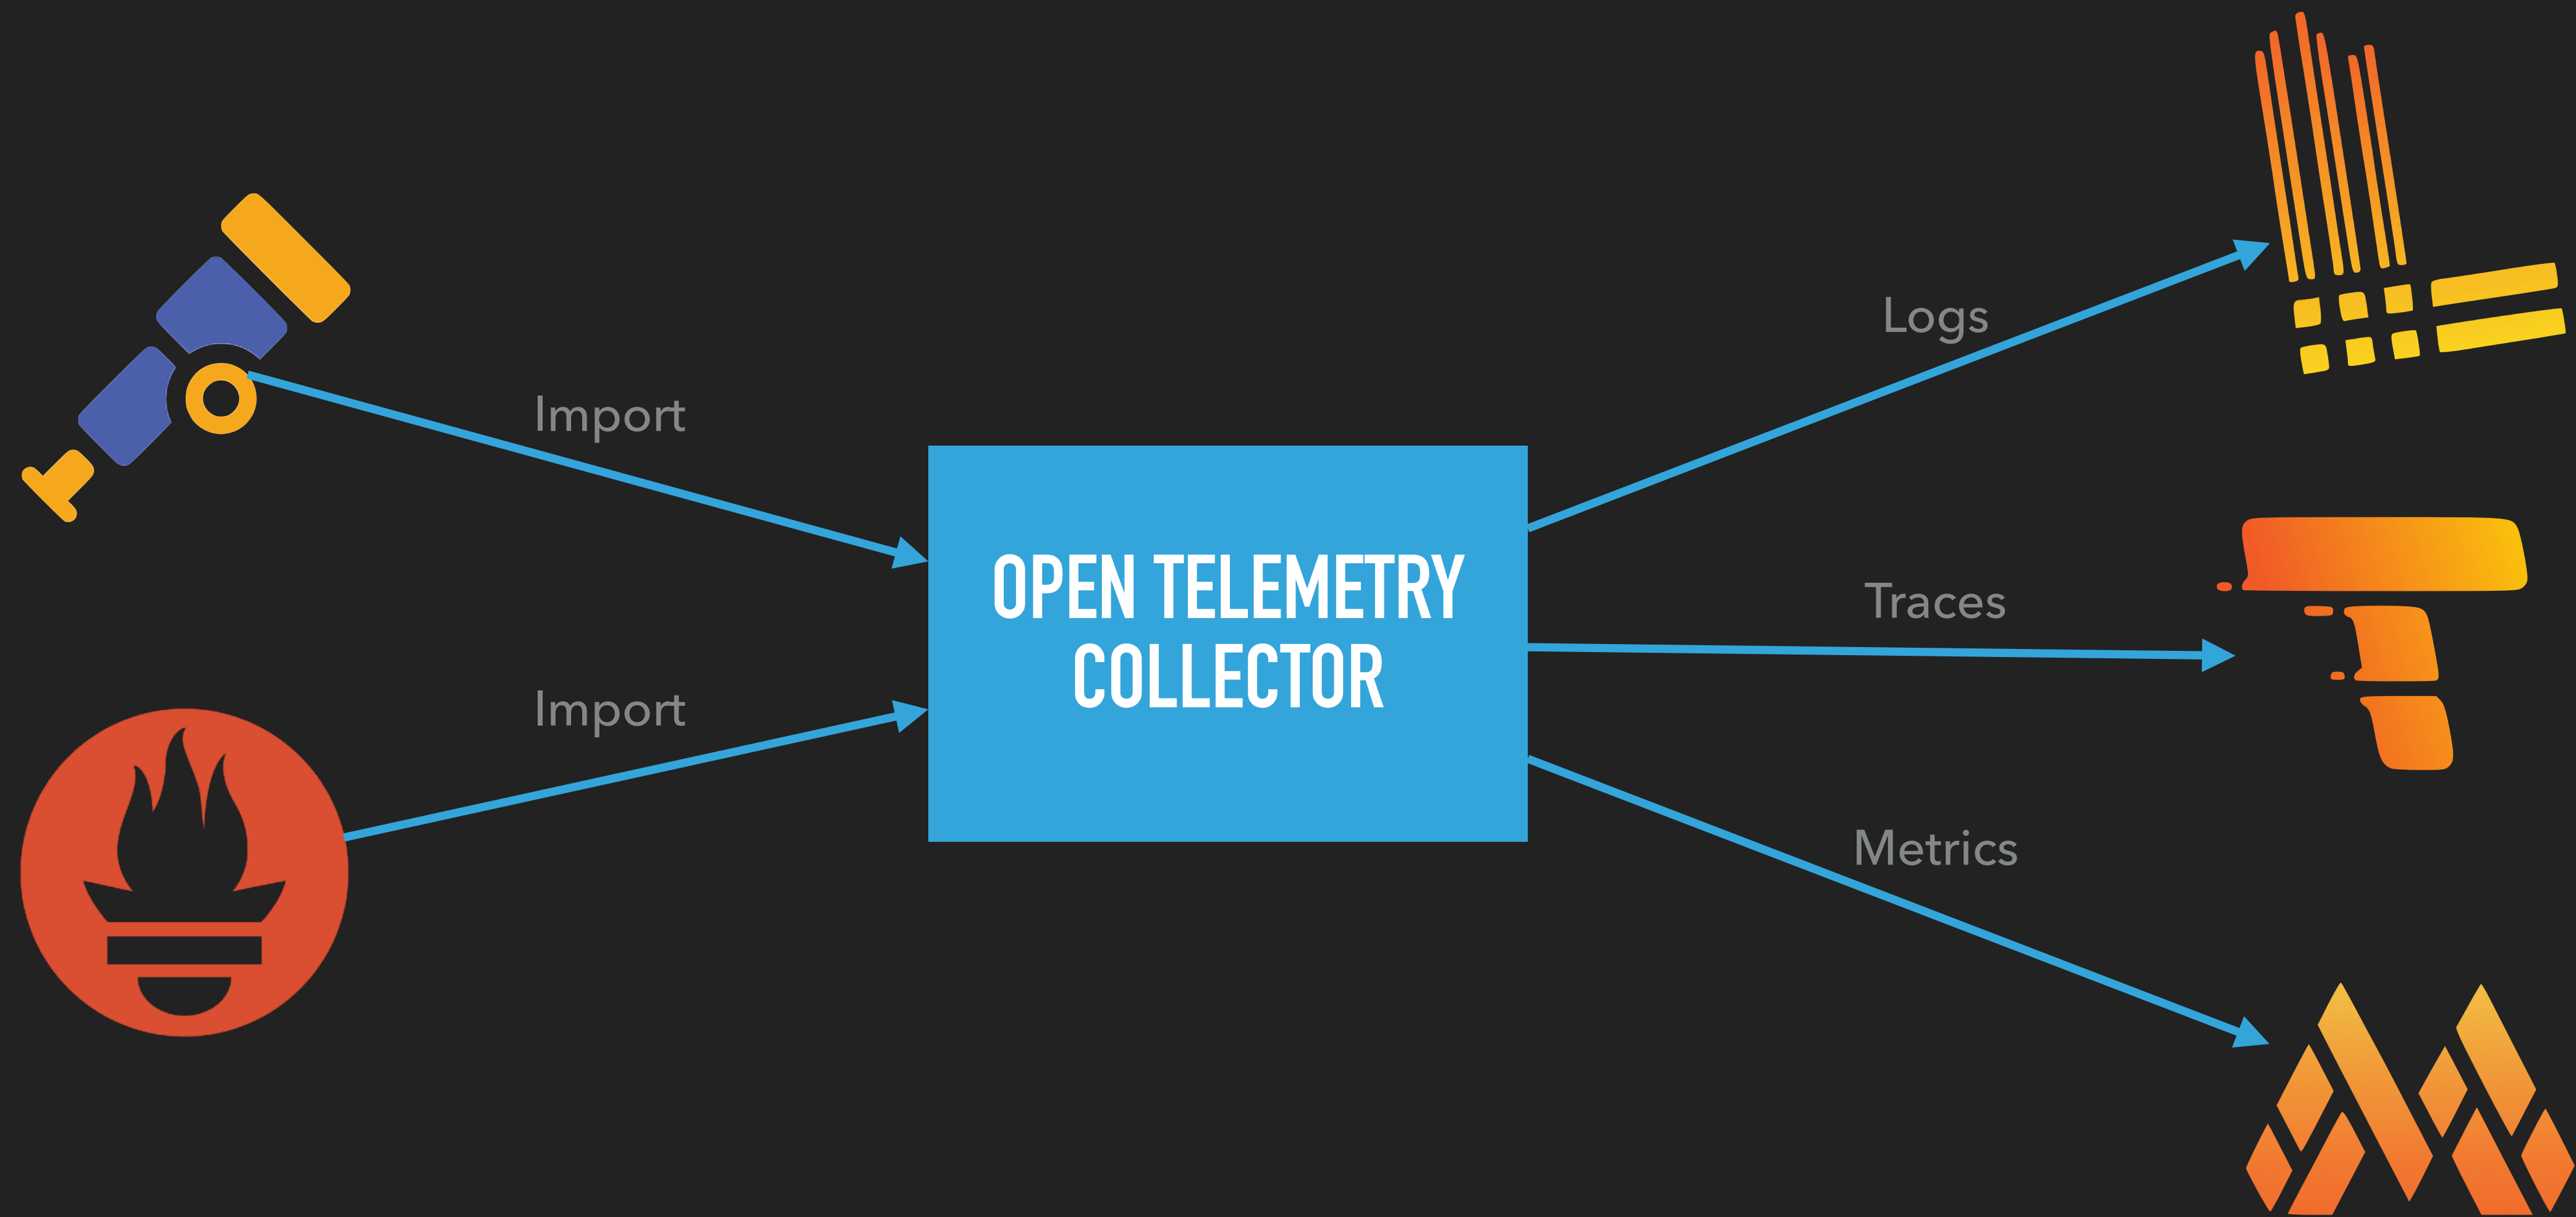 Import
Import
OPEN TELEMETRY
COLLECTOR
Logs
Traces
Metrics